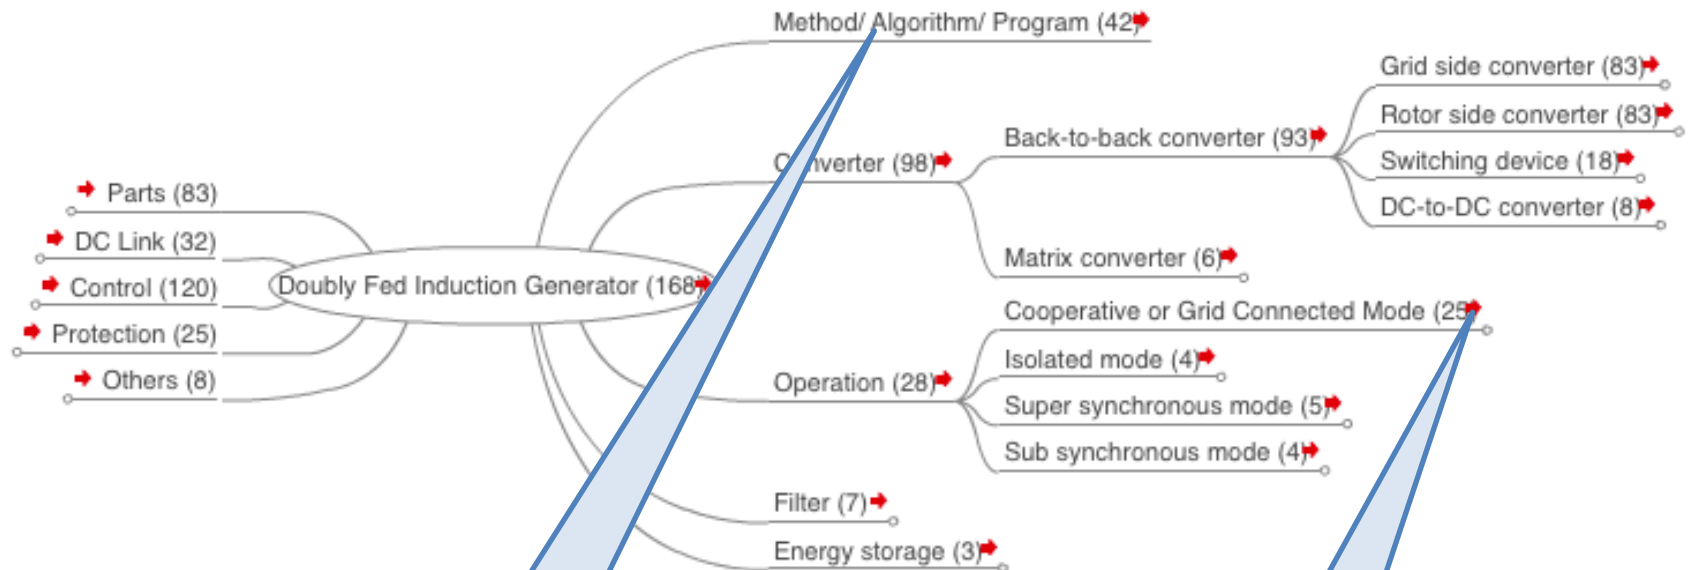 Method/ Algorithm/ Program (42)
Grid side converter (83)
Rotor side converter (83)
Back-to-back converter (93)
Switching device (18)
Converter (98)
DC-to-DC converter (8)
Matrix converter (6)
Parts (83)
DC Link (32)
Control (120)
Protection (25)
Others (8)
Doubly Fed Induction Generator (168)
Cooperative or Grid Connected Mode (25)
Isolated mode (4)
Operation (28)
Super synchronous mode (5)
Sub synchronous mode (4)
Filter (7)
Energy storage (3)